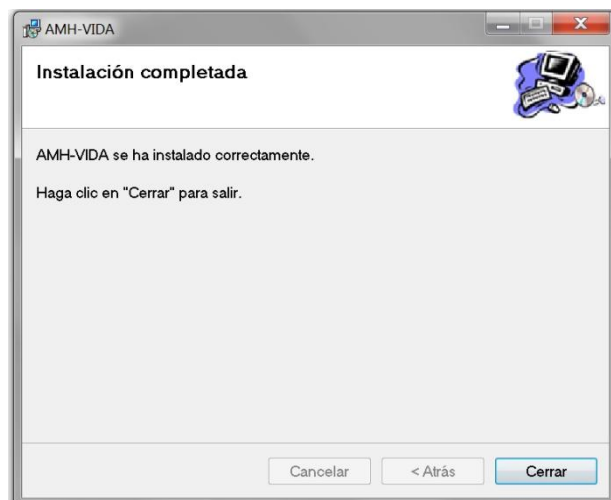 AMH-VIDA
Instalación completada
AMH-VIDA se ha instalado correctamente.
Haga clic en "Cerrar" para salir.
Cancelar
< Atrás
Cerrar